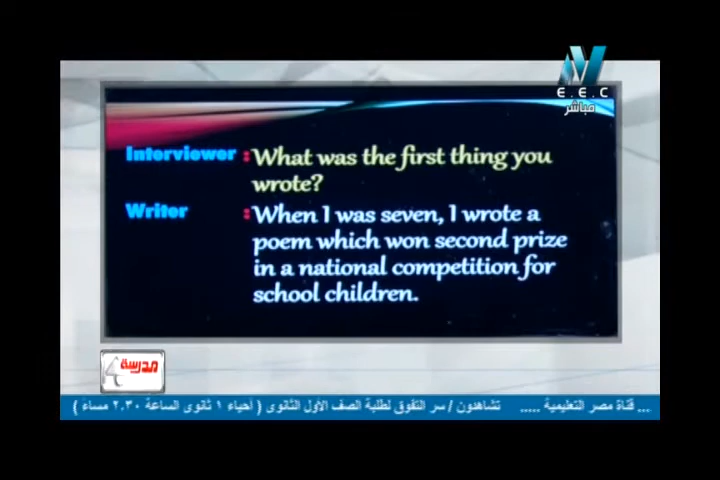 E.E.C
مباشر
Interviewer : What was the first thing you
wrote?
Writer : When I was seven, I wrote a
poem which won second prize
in a national competition for
school children.
مدرسة
... قناة مصر التعليمية ..... تشاهدون / سر التفوق لطلبة الصف الأول الثانوى ( أحياء ١ ثانوى الساعة ٢.٣٠ مساء )